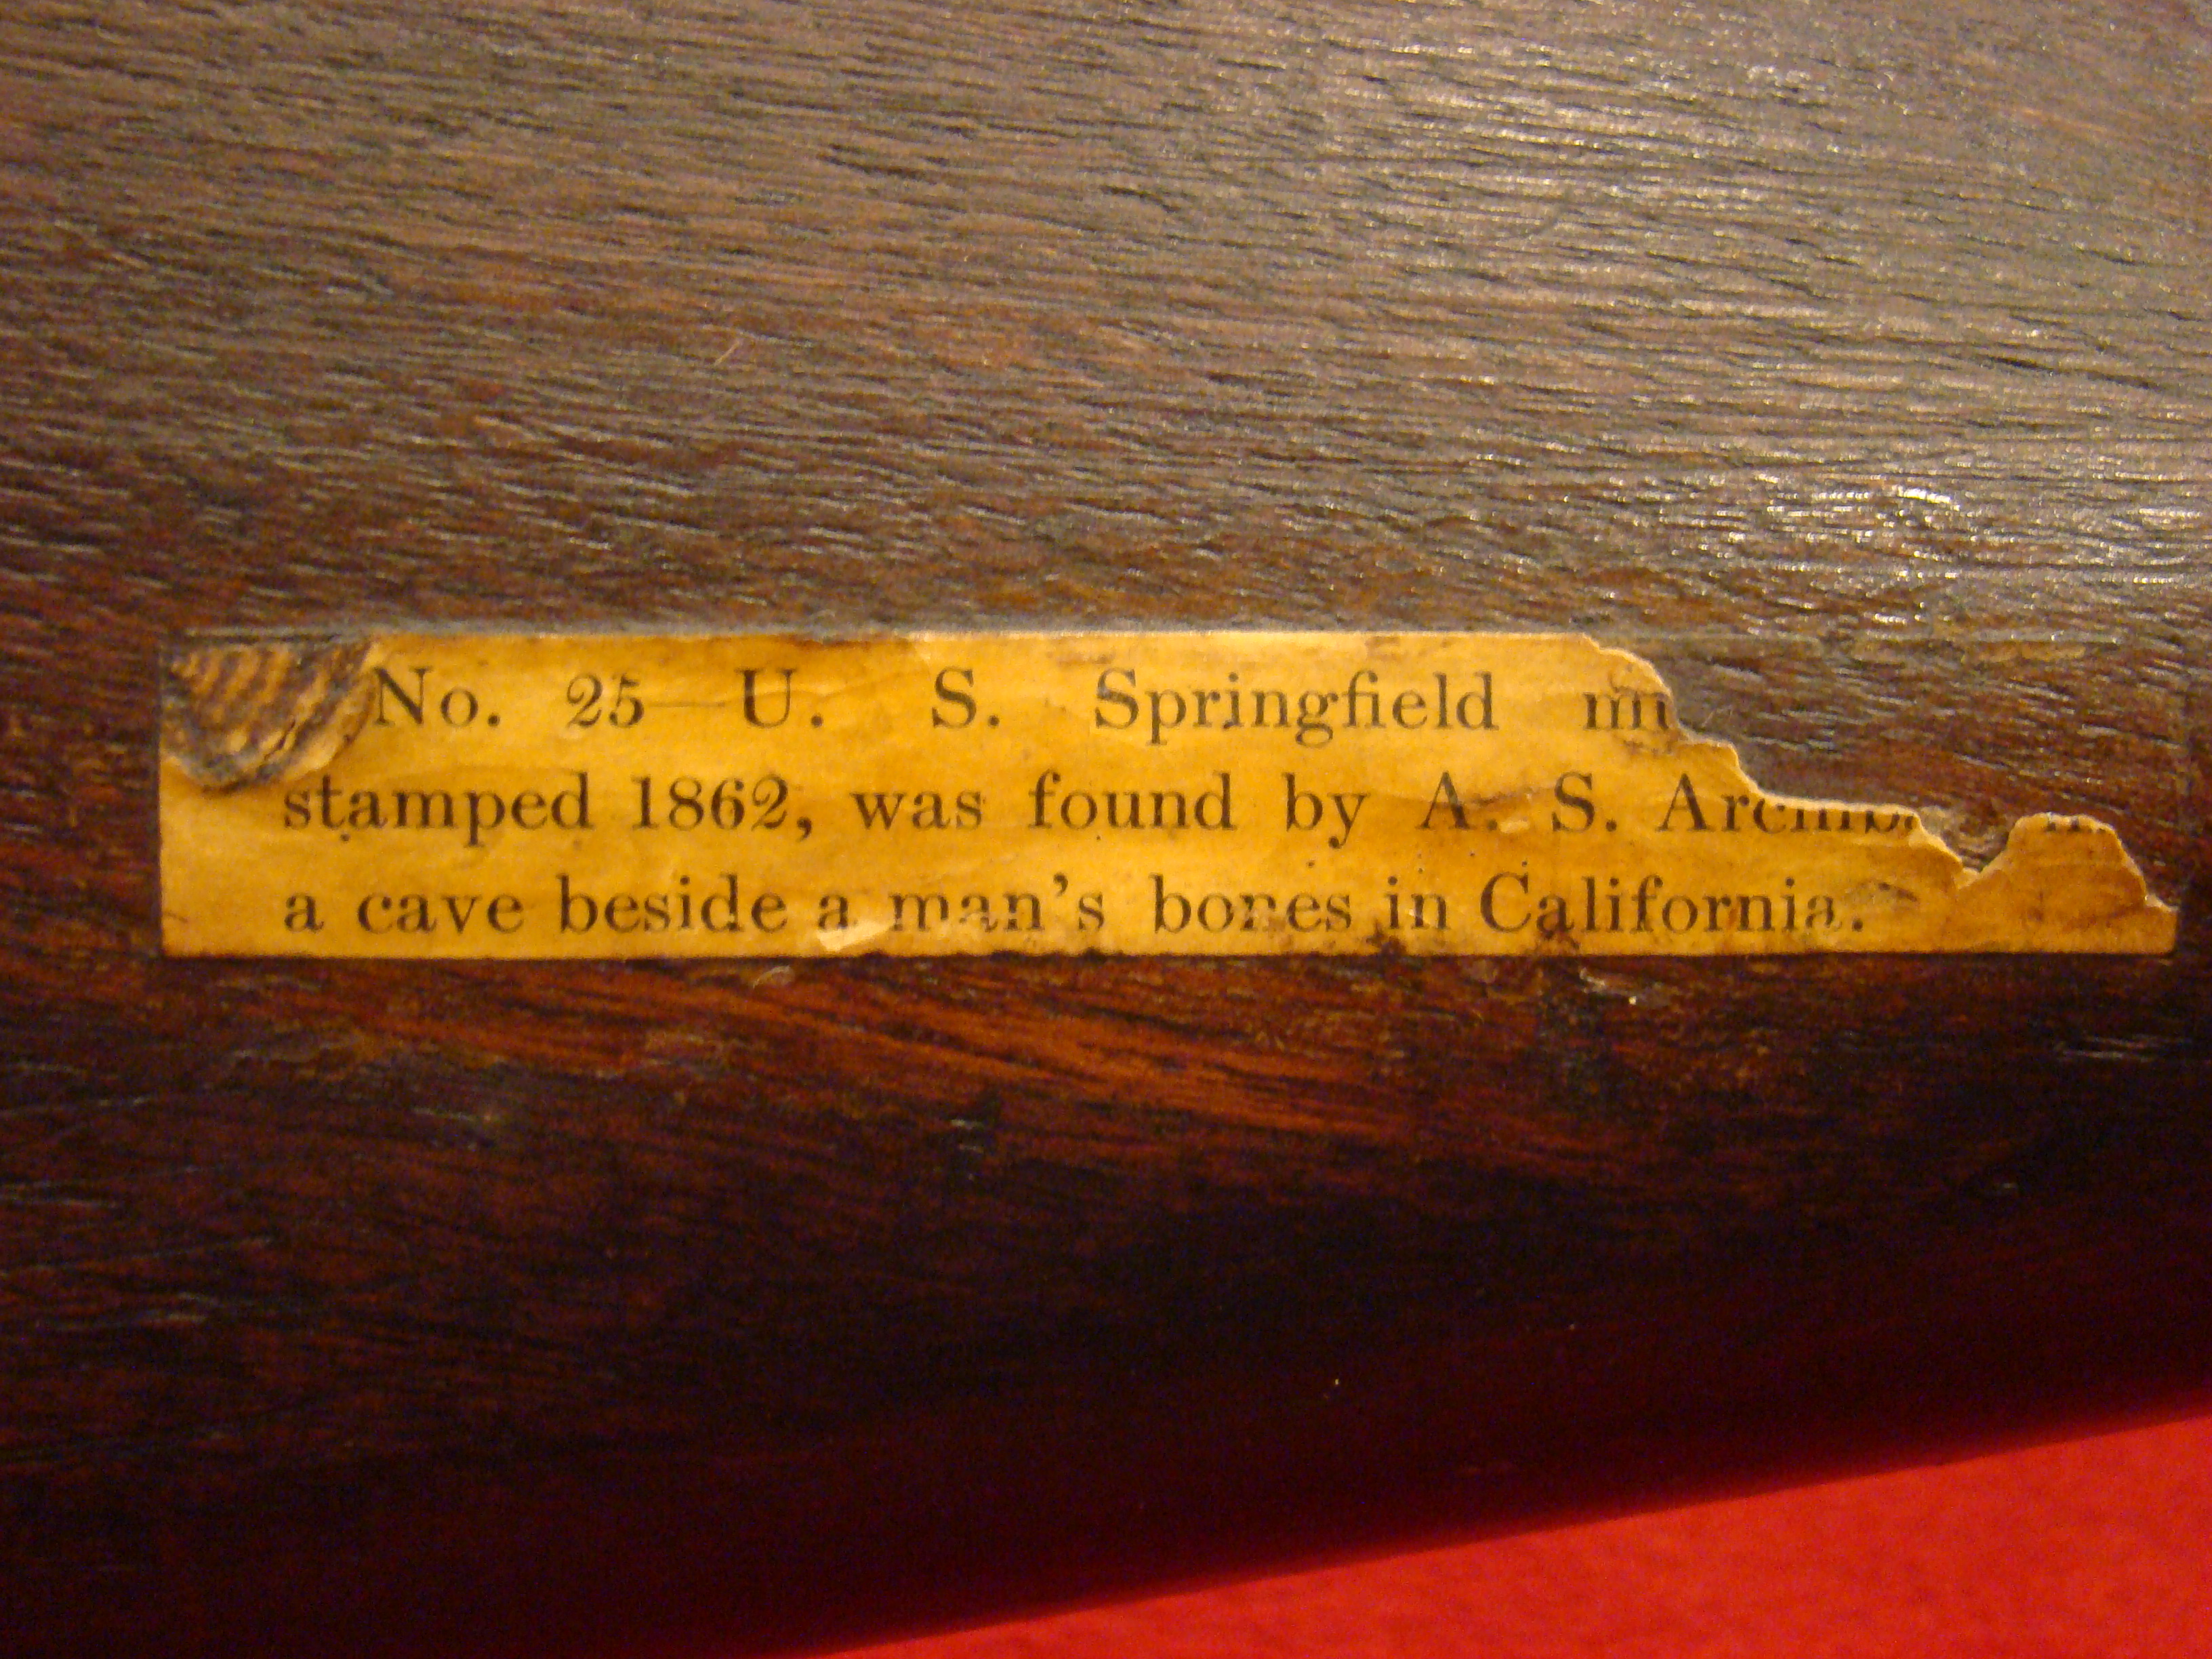 No. 25—U. S. Springfield
stamped 1862, was found by A. S.
a cave beside a man's bones in California.